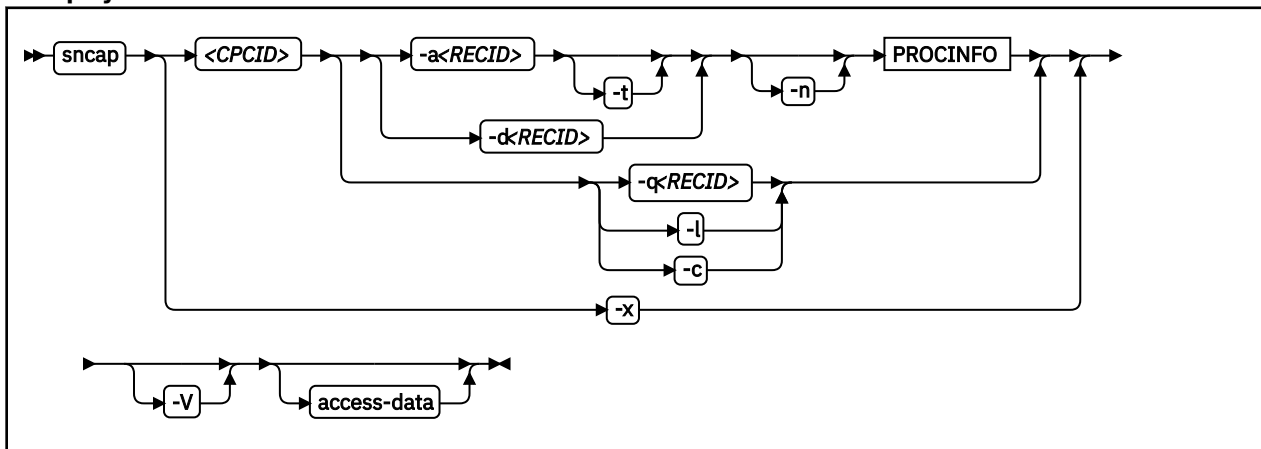 sncap <CPCID> -a<RECID> PROCINFO
-t -n
-d<RECID>
-q<RECID>
-l
-c
-x
-V access-data